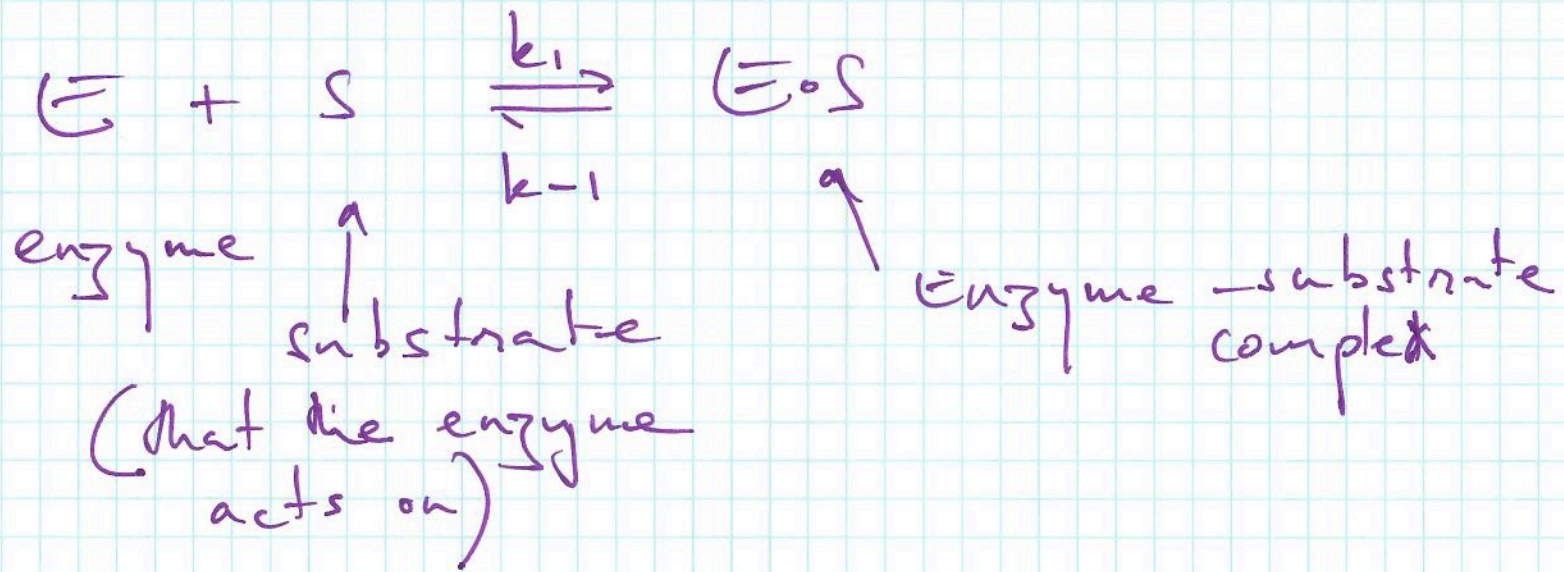 k1
E + S ⇌ E•S
k-1
enzyme
substrate
(that the enzyme
acts on)
Enzyme -substrate
complex